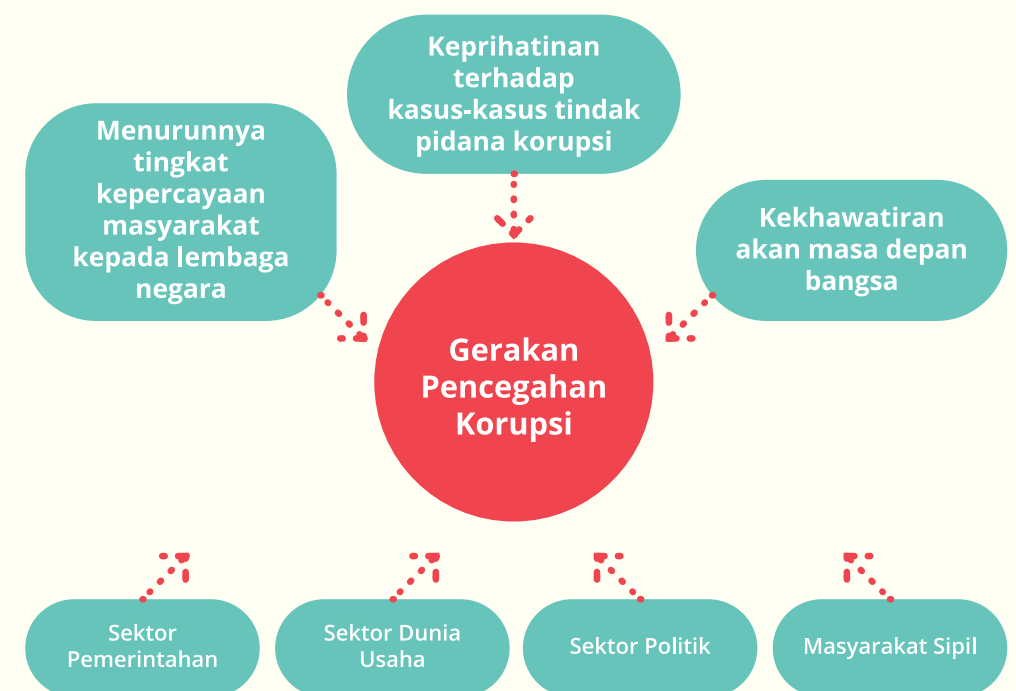 Keprihatinan
terhadap
kasus-kasus tindak
pidana korupsi
Menurunnya
tingkat
kepercayaan
masyarakat
kepada lembaga
negara
Kekhawatiran
akan masa depan
bangsa
Gerakan
Pencegahan
Korupsi
Sektor
Pemerintahan
Sektor Dunia
Usaha
Sektor Politik
Masyarakat Sipil